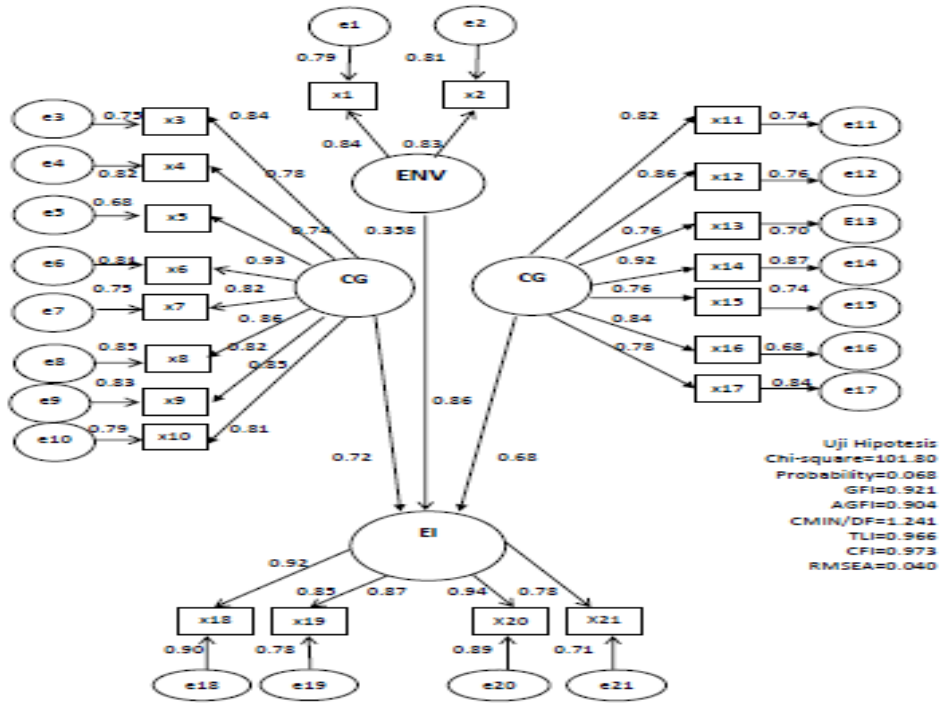 e1 e2
0.79 0.81
x1 x2
0.84 0.83
ENV
0.358
e3 0.75 x3 0.84
e4 0.82 x4 0.78
e5 0.68 x5 0.74
e6 0.81 x6 0.93
e7 0.75 x7 0.82
0.86
e8 0.85 x8 0.82
0.85
e9 0.83 x9
e10 0.79 x10 0.81
CG
CG
0.82 x11 0.74 e11
0.86 x12 0.76 e12
0.76 x13 0.70 E13
0.92 x14 0.87 e14
0.76 x15 0.74 e15
0.84 x16 0.68 e16
0.78 x17 0.84 e17
0.86
0.72 0.68
Uji Hipotesis
Chi-square=101.80
Probability=0.068
GFI=0.921
AGFI=0.904
CMIN/DF=1.241
TLI=0.966
CFI=0.973
RMSEA=0.040
EI
0.92 0.85 0.87 0.94 0.78
x18 x19 X20 X21
0.90 0.78 0.89 0.71
e18 e19 e20 e21